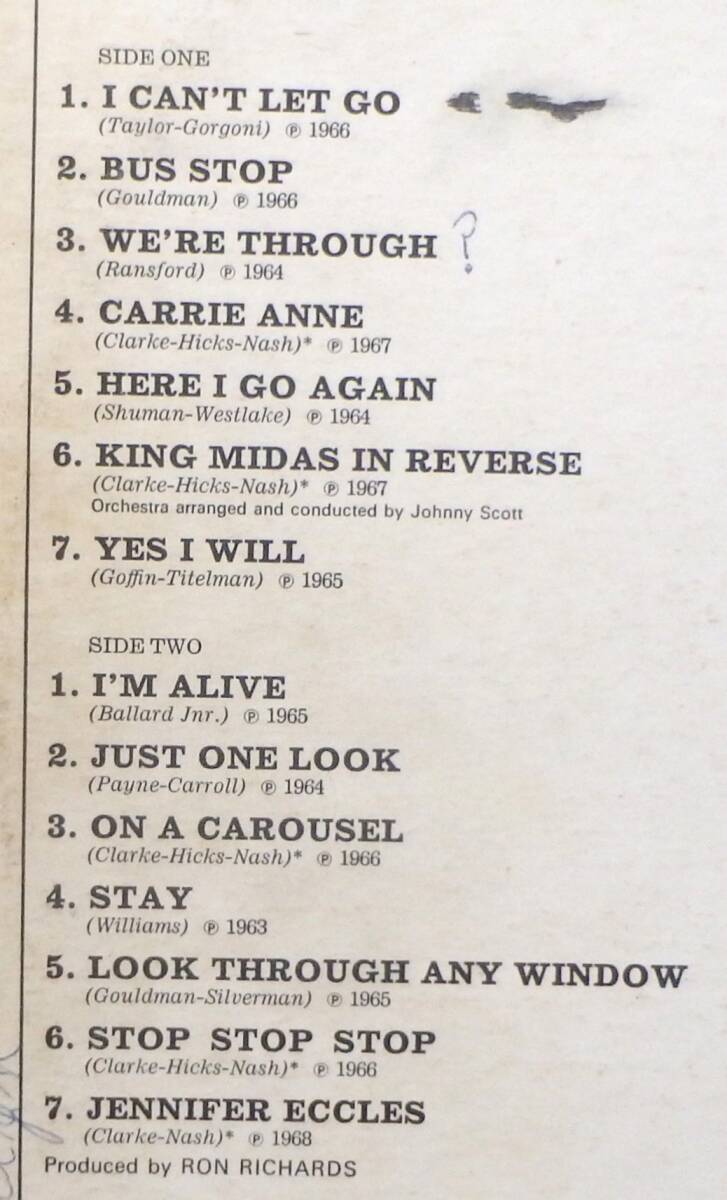 SIDE ONE
1. I CAN'T LET GO
(Taylor-Gorgoni) ℗ 1966
2. BUS STOP
(Gouldman) ℗ 1966
3. WE'RE THROUGH ?
(Ransford) ℗ 1964
4. CARRIE ANNE
(Clarke-Hicks-Nash)* ℗ 1967
5. HERE I GO AGAIN
(Shuman-Westlake) ℗ 1964
6. KING MIDAS IN REVERSE
(Clarke-Hicks-Nash)* ℗ 1967
Orchestra arranged and conducted by Johnny Scott
7. YES I WILL
(Goffin-Titelman) ℗ 1965
SIDE TWO
1. I'M ALIVE
(Ballard Jnr.) ℗ 1965
2. JUST ONE LOOK
(Payne-Carroll) ℗ 1964
3. ON A CAROUSEL
(Clarke-Hicks-Nash)* ℗ 1966
4. STAY
(Williams) ℗ 1963
5. LOOK THROUGH ANY WINDOW
(Gouldman-Silverman) ℗ 1965
6. STOP STOP STOP
(Clarke-Hicks-Nash)* ℗ 1966
7. JENNIFER ECCLES
(Clarke-Nash)* ℗ 1968
Produced by RON RICHARDS